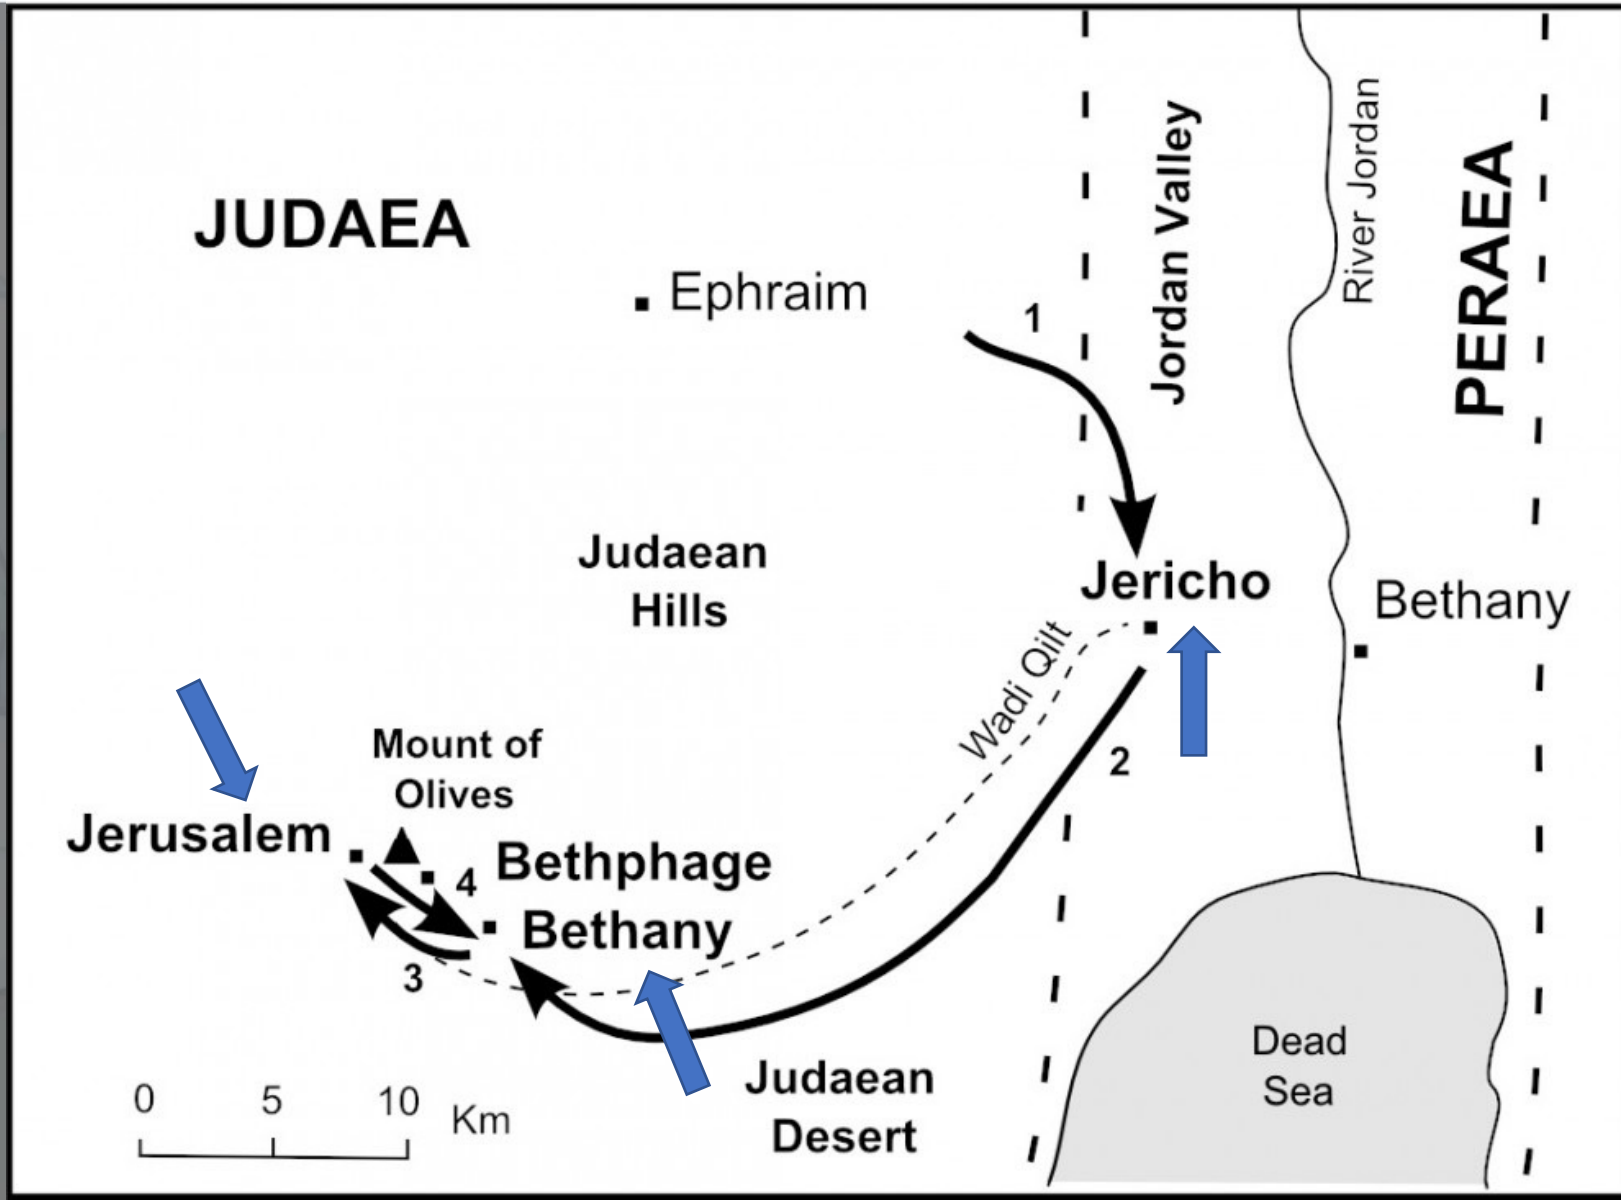 JUDAEA
Ephraim
1
Jordan Valley
River Jordan
PERAEA
Judaean
Hills
Jericho
Bethany
Wadi Qilt
2
Mount of
Olives
Jerusalem
4
Bethphage
Bethany
3
Judaean
Desert
Dead
Sea
0 5 10 Km